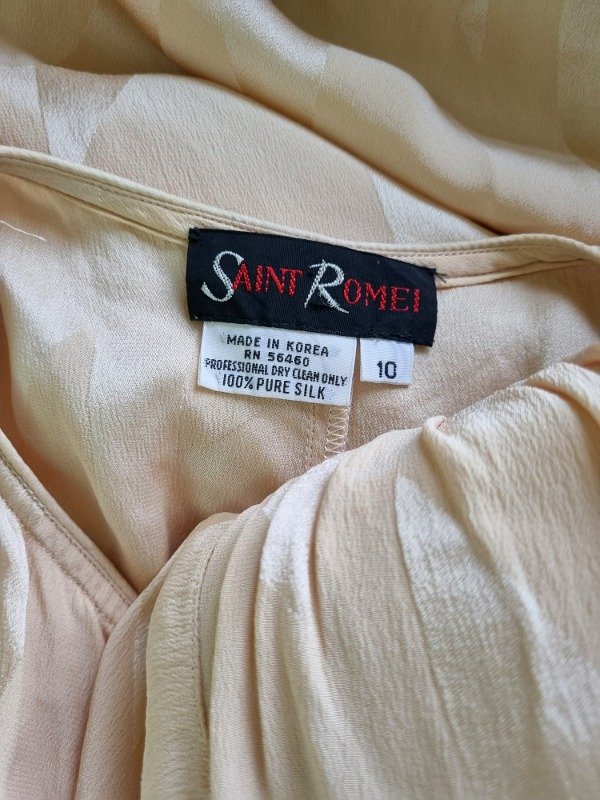 SAINT ROMEI
MADE IN KOREA
RN 56460
PROFESSIONAL DRY CLEAN ONLY
100% PURE SILK
10